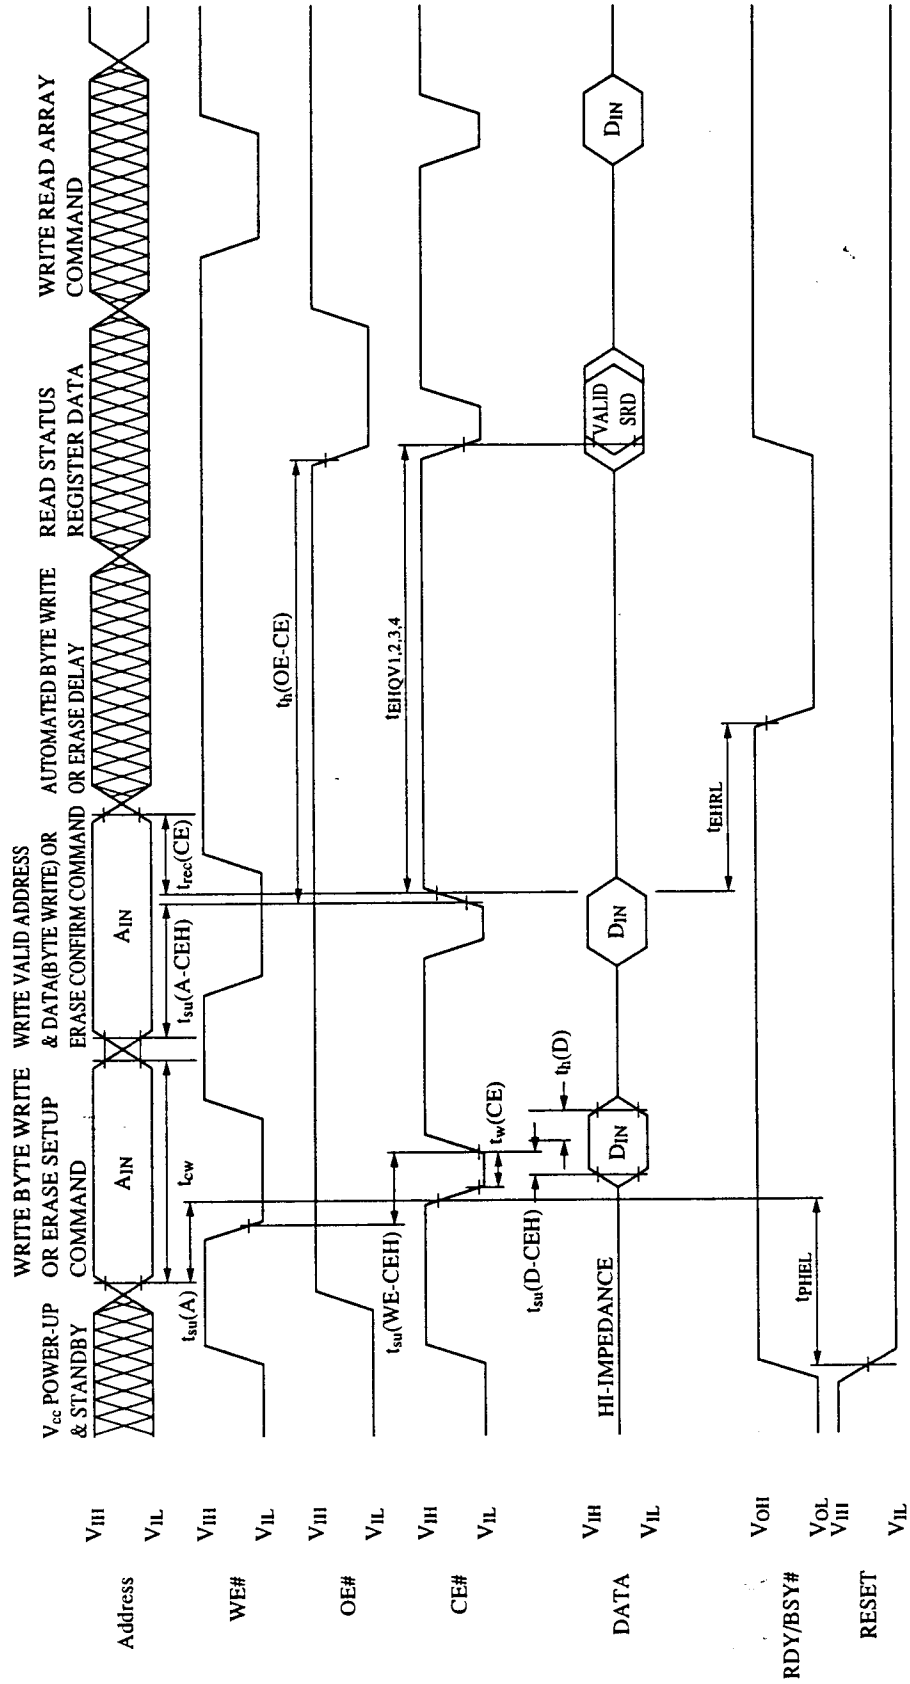 Vcc POWER-UP
& STANDBY
WRITE BYTE WRITE
OR ERASE SETUP
COMMAND
WRITE VALID ADDRESS
& DATA(BYTE WRITE) OR
ERASE CONFIRM COMMAND
AUTOMATED BYTE WRITE
OR ERASE DELAY
READ STATUS
REGISTER DATA
WRITE READ ARRAY
COMMAND
Address
VIH
VIL
AIN
AIN
tsu(A)
tcw
tsu(A-CEH)
trec(CE)
WE#
VIH
VIL
OE#
VIH
VIL
th(OE-CE)
tsu(WE-CEH)
CE#
VIH
VIL
tEHQV1,2,3,4
tw(CE)
tsu(D-CEH)
th(D)
DATA
VIH
VIL
HI-IMPEDANCE
DIN
DIN
VALID
SRD
DIN
RDY/BSY#
VOH
VOL
tPHEL
tEHRL
RESET
VIH
VIL